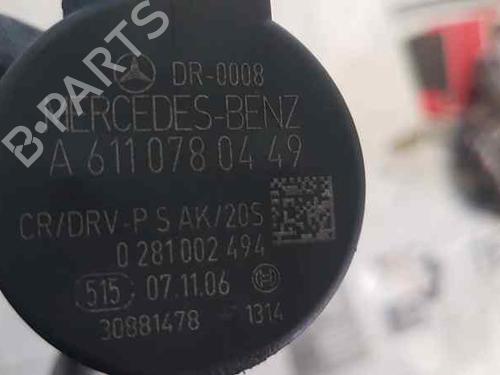 DR-0008
MERCEDES-BENZ
A 611 078 04 49
CR/DRV-P S AK/20S
0 281 002 494
515 07.11.06
30881478 1314